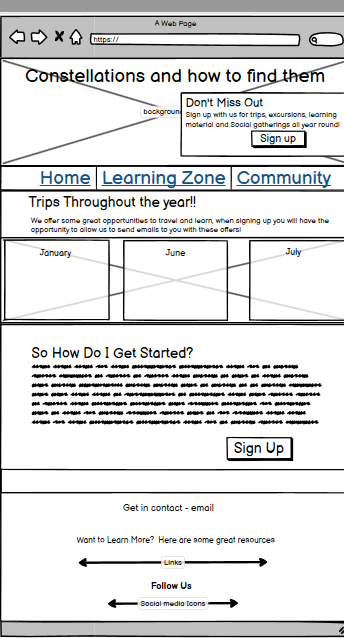 A Web Page
https://
Constellations and how to find them
Don't Miss Out
background
Sign up with us for trips, excursions, learning
material and Social gatherings all year round!
Sign up
Home Learning Zone Community
Trips Throughout the year!!
We offer some great opportunities to travel and learn, when signing up you will have the
opportunity to allow us to send emails to you with these offers!
January June July
So How Do I Get Started?
Sign Up
Get in contact - email
Want to Learn More? Here are some great resources
Links
Follow Us
Social media Icons